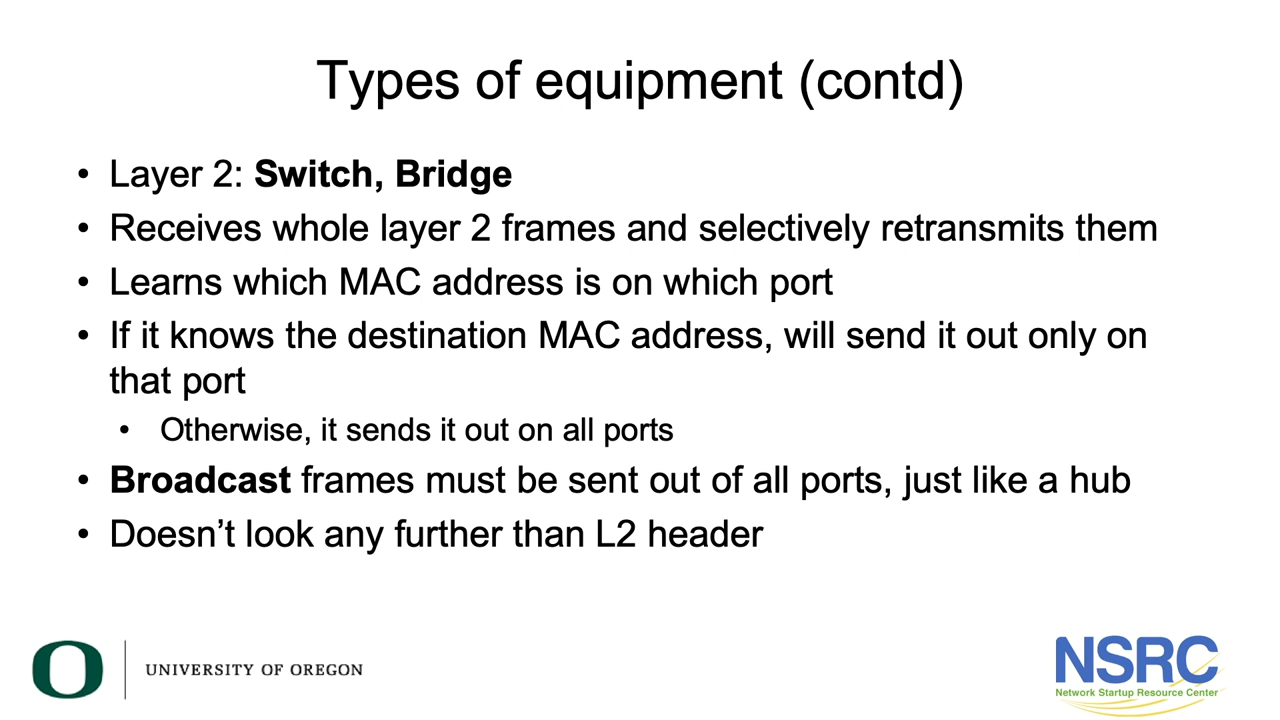 Types of equipment (contd)
• Layer 2: Switch, Bridge
• Receives whole layer 2 frames and selectively retransmits them
• Learns which MAC address is on which port
• If it knows the destination MAC address, will send it out only on
that port
• Otherwise, it sends it out on all ports
• Broadcast frames must be sent out of all ports, just like a hub
• Doesn’t look any further than L2 header
O
UNIVERSITY OF OREGON
NSRC
Network Startup Resource Center